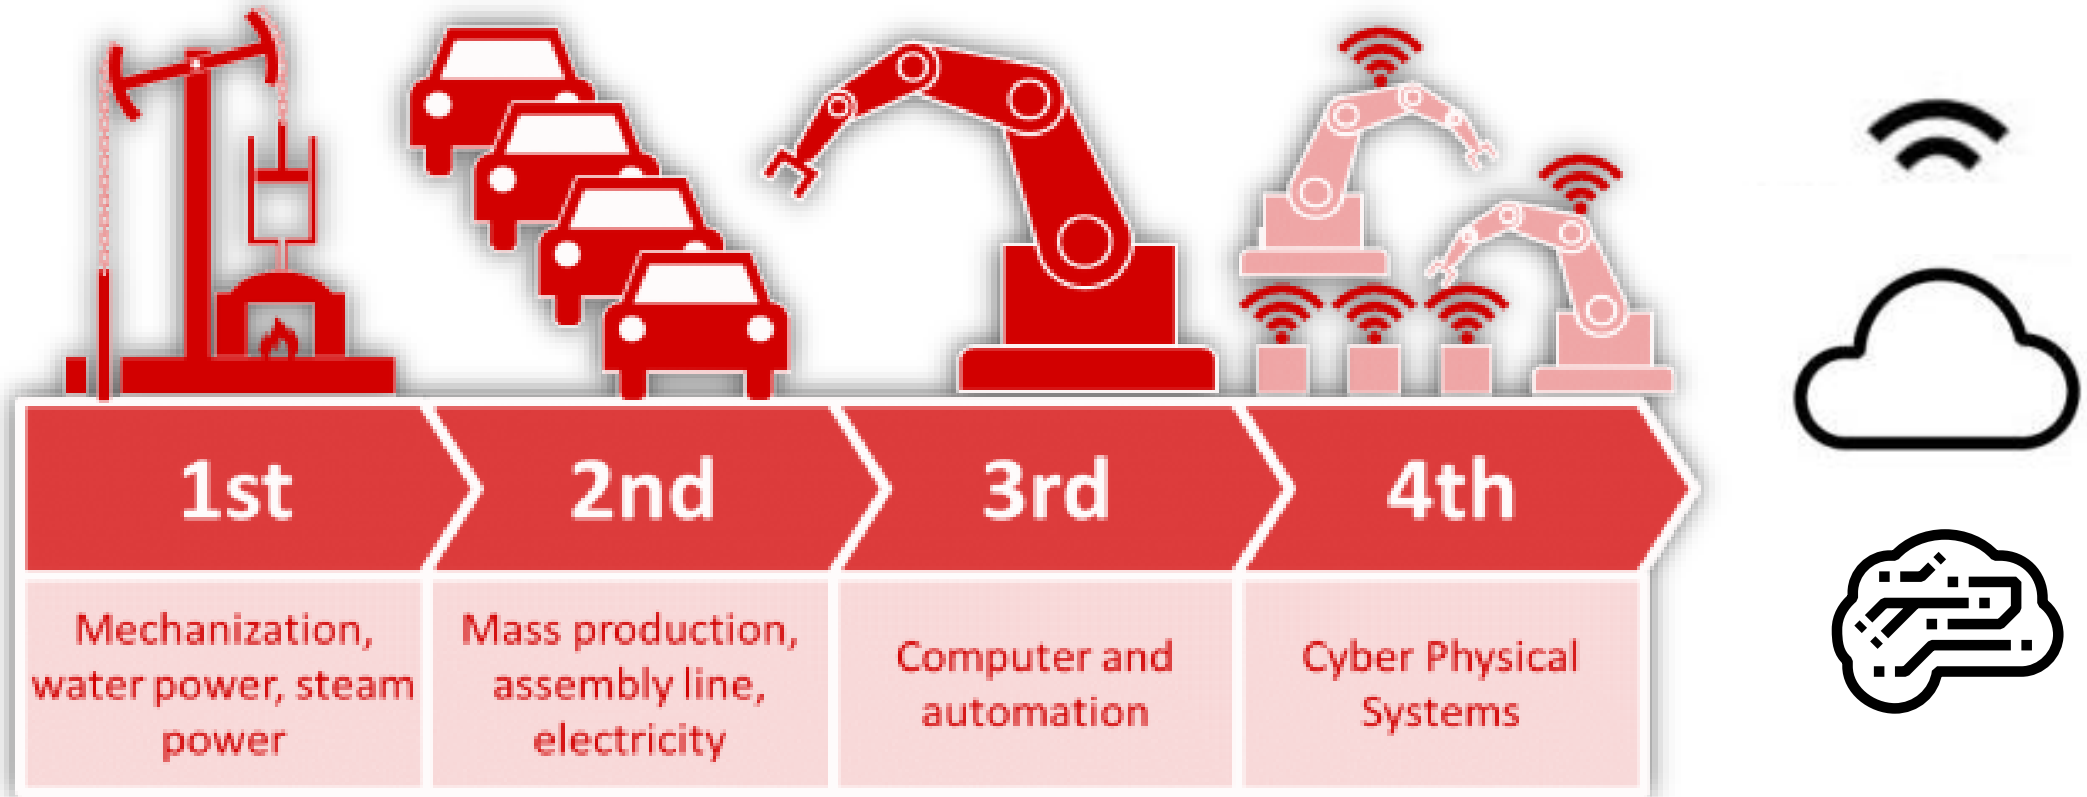 1st
2nd
3rd
4th
Mechanization,
water power, steam
power
Mass production,
assembly line,
electricity
Computer and
automation
Cyber Physical
Systems